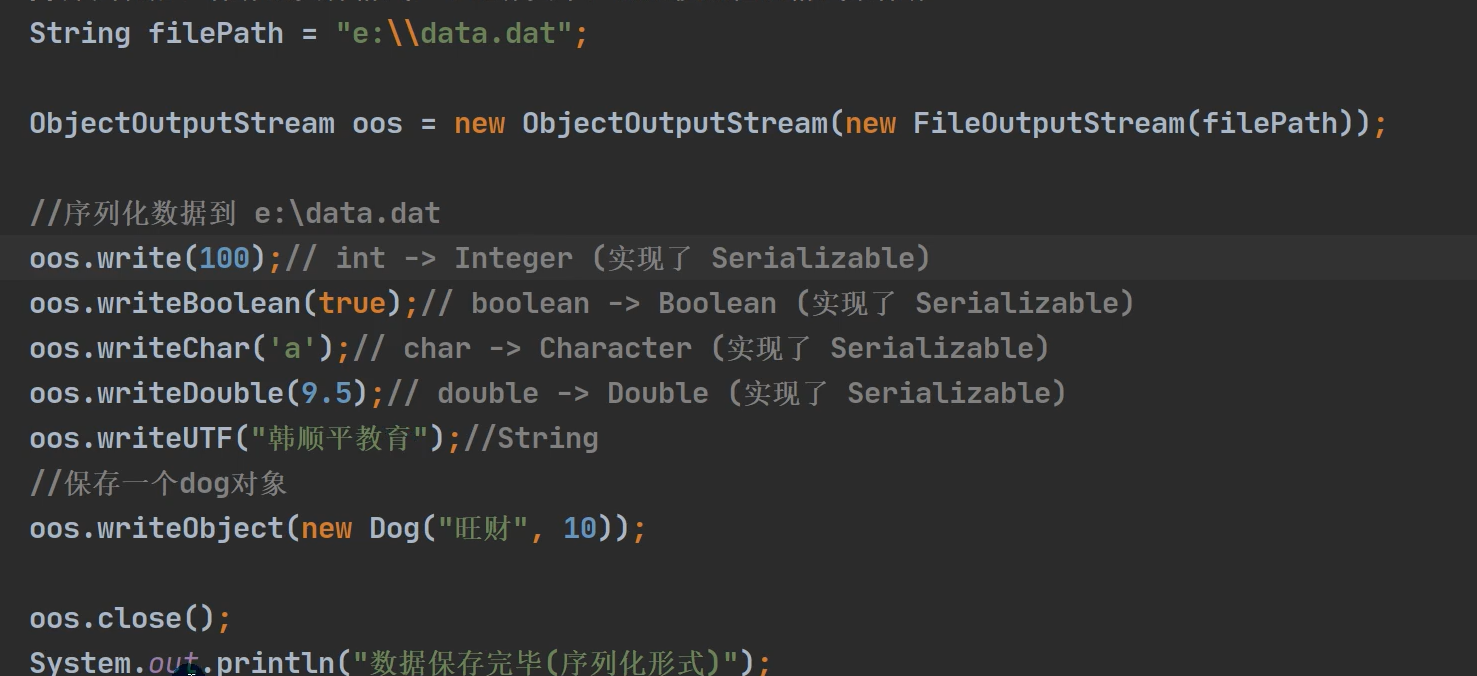 String filePath = "e:\\data.dat";
ObjectOutputStream oos = new ObjectOutputStream(new FileOutputStream(filePath));
//序列化数据到 e:\data.dat
oos.write(100);// int -> Integer (实现了 Serializable)
oos.writeBoolean(true);// boolean -> Boolean (实现了 Serializable)
oos.writeChar('a');// char -> Character (实现了 Serializable)
oos.writeDouble(9.5);// double -> Double (实现了 Serializable)
oos.writeUTF("韩顺平教育");//String
//保存一个dog对象
oos.writeObject(new Dog("旺财", 10));
oos.close();
System.out.println("数据保存完毕(序列化形式)");